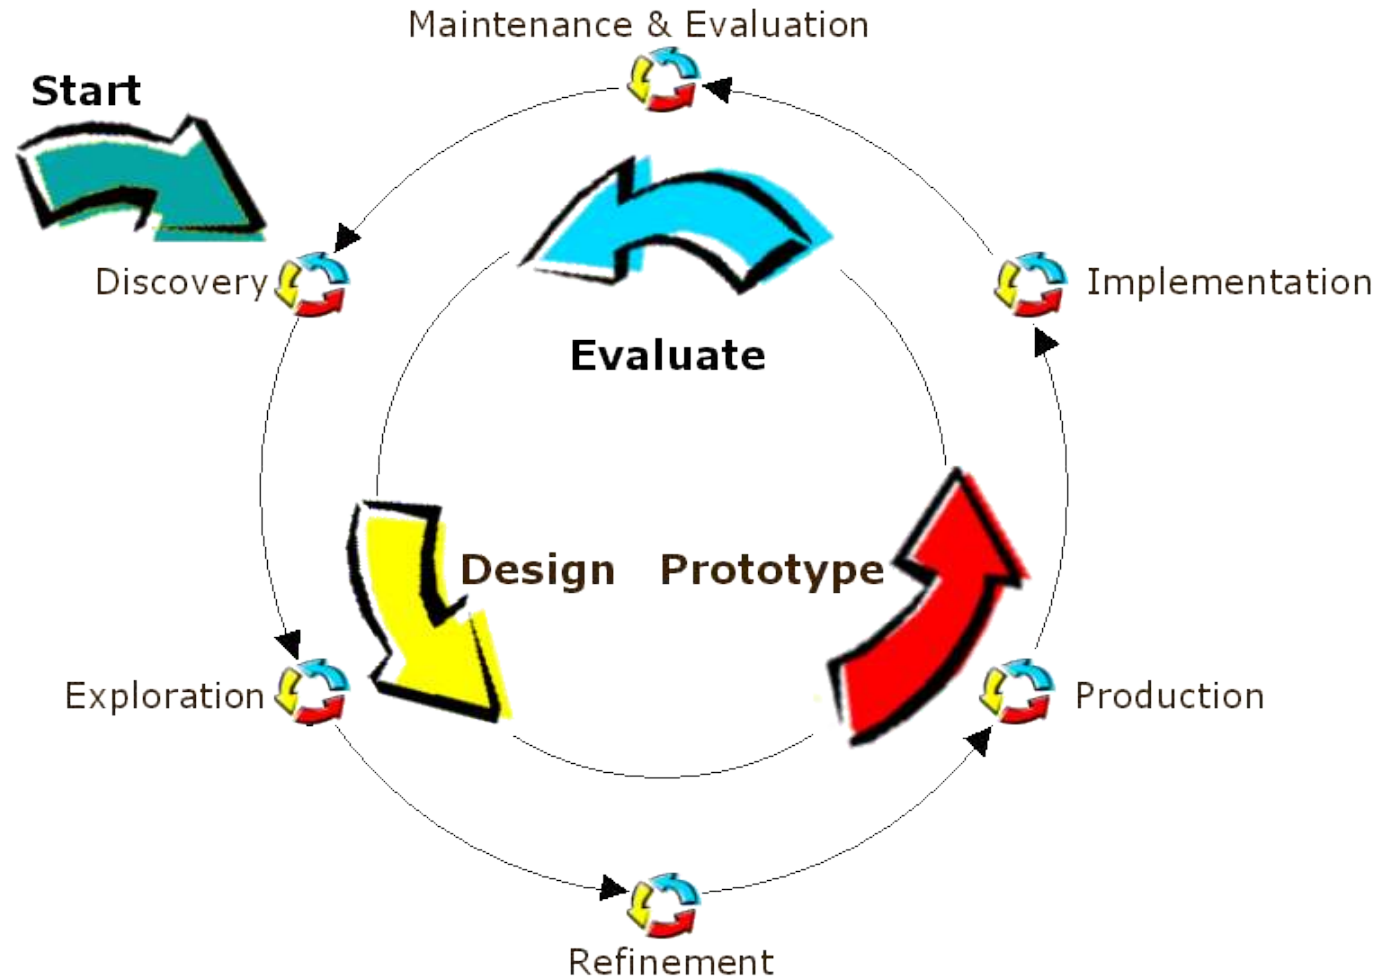 Maintenance & Evaluation
Start
Discovery
Implementation
Evaluate
Design
Prototype
Exploration
Production
Refinement